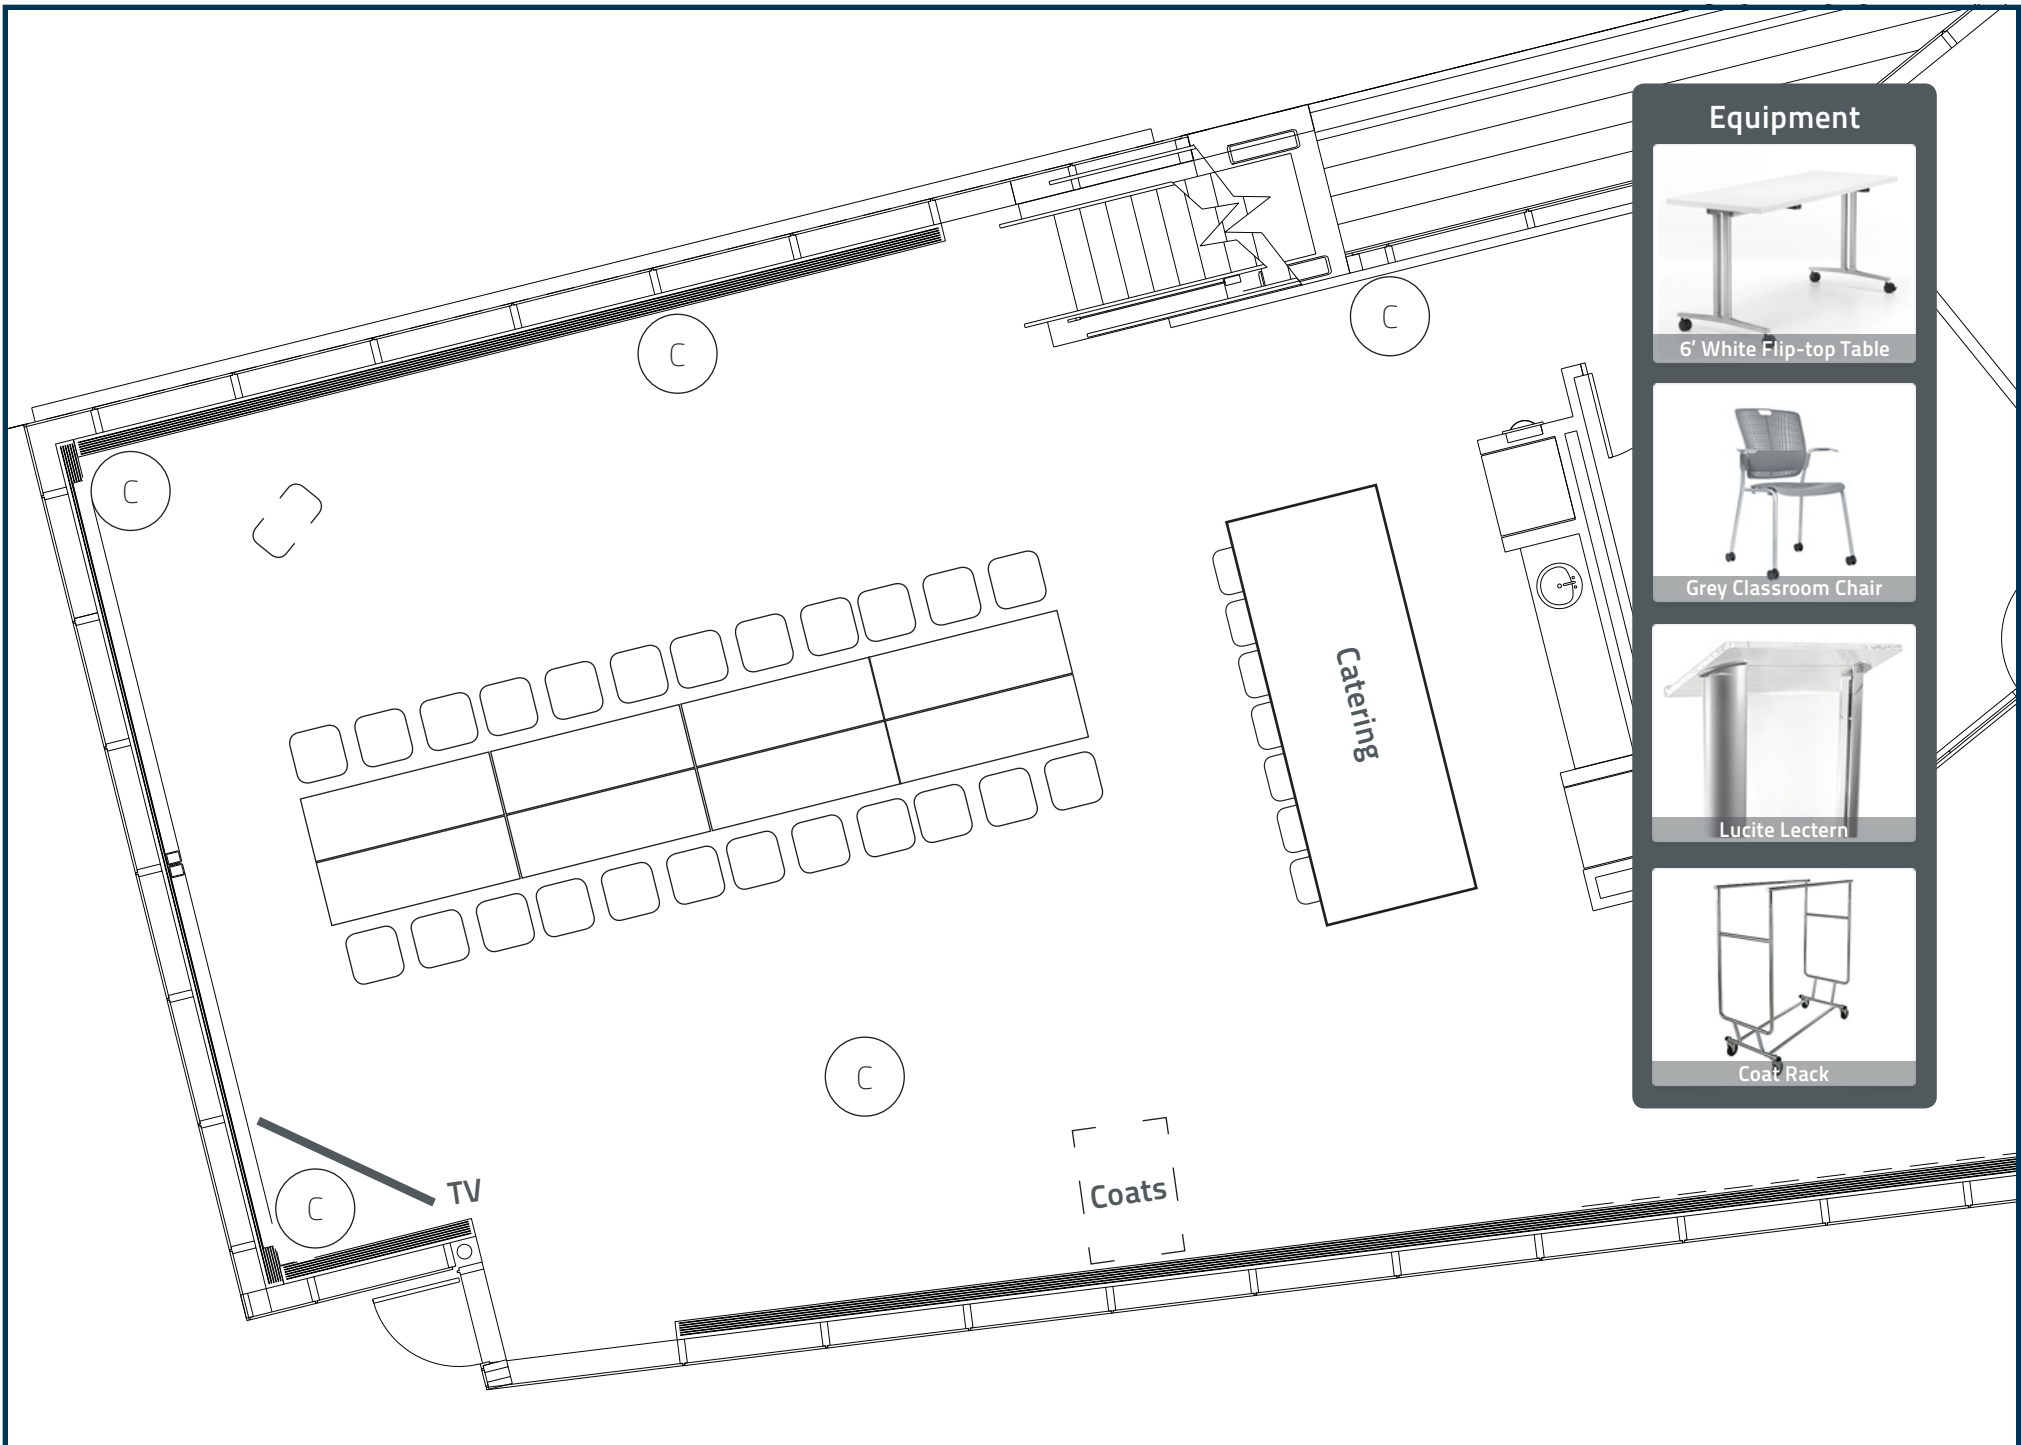 Equipment
6' White Flip-top Table
C
C
C
Grey Classroom Chair
Catering
Lucite Lectern
C
Coats
TV
C
Coat Rack